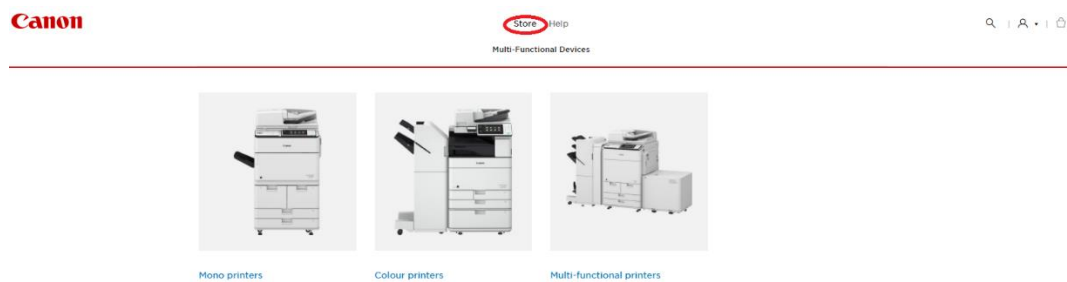 Canon
Store Help
Multi-Functional Devices
Mono printers
Colour printers
Multi-functional printers